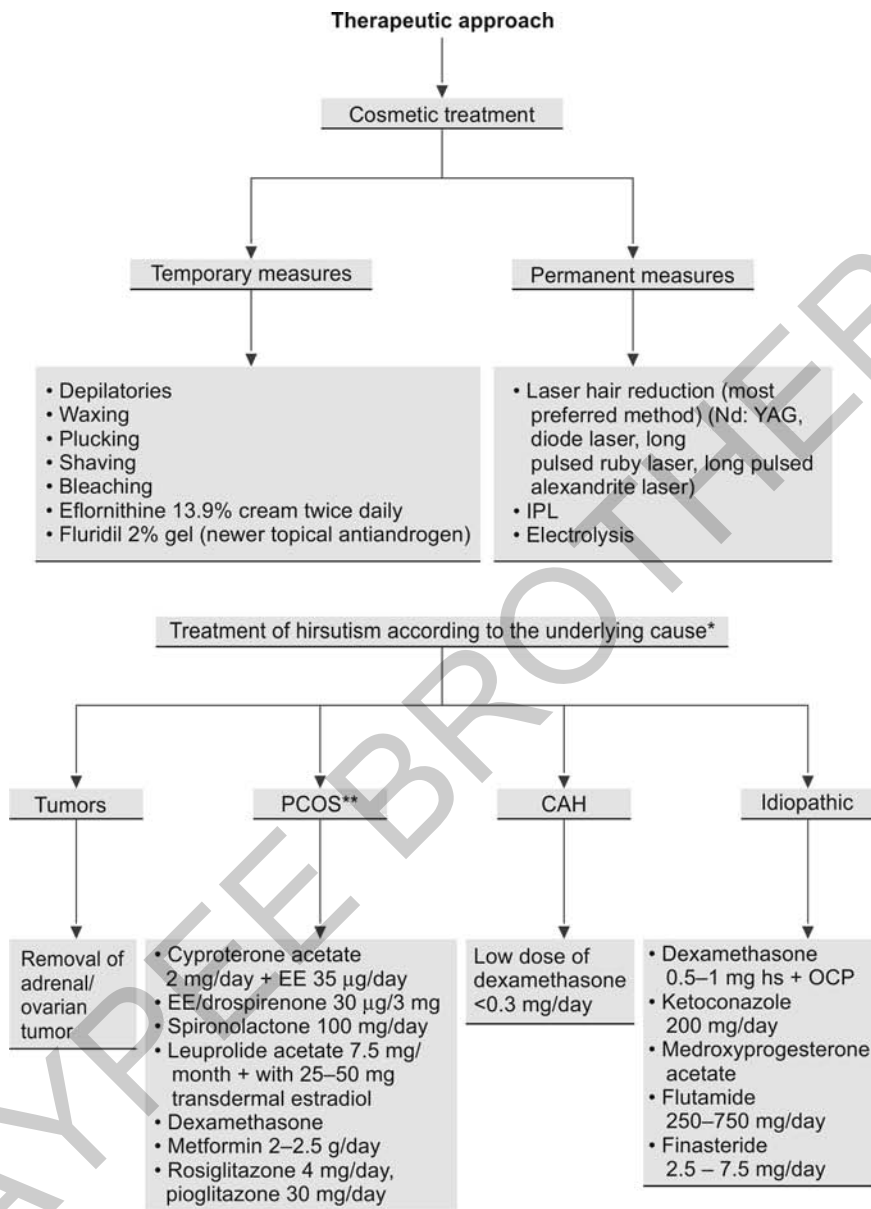 Therapeutic approach
Cosmetic treatment
Temporary measures
Permanent measures
• Depilatories
• Waxing
• Plucking
• Shaving
• Bleaching
• Eflornithine 13.9% cream twice daily
• Fluridil 2% gel (newer topical antiandrogen)
• Laser hair reduction (most
preferred method) (Nd: YAG,
diode laser, long
pulsed ruby laser, long pulsed
alexandrite laser)
• IPL
• Electrolysis
Treatment of hirsutism according to the underlying cause*
Tumors
PCOS**
CAH
Idiopathic
Removal of
adrenal/
ovarian
tumor
• Cyproterone acetate
2 mg/day + EE 35 μg/day
• EE/drospirenone 30 μg/3 mg
• Spironolactone 100 mg/day
• Leuprolide acetate 7.5 mg/
month + with 25–50 mg
transdermal estradiol
• Dexamethasone
• Metformin 2–2.5 g/day
• Rosiglitazone 4 mg/day,
pioglitazone 30 mg/day
Low dose of
dexamethasone
<0.3 mg/day
• Dexamethasone
0.5–1 mg hs + OCP
• Ketoconazole
200 mg/day
• Medroxyprogesterone
acetate
• Flutamide
250–750 mg/day
• Finasteride
2.5 – 7.5 mg/day
AYPEE BROTHER